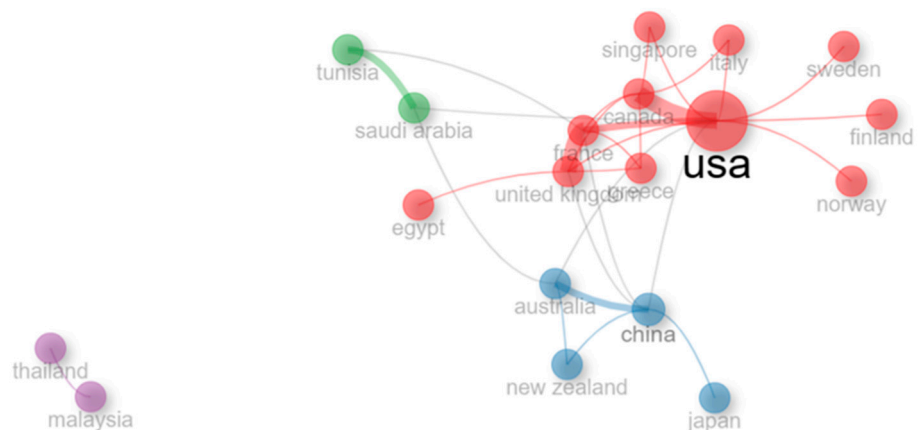 singapore
italy
sweden
tunisia
canada
saudi arabia
finland
france
usa
united kingdom
greece
norway
egypt
australia
china
thailand
new zealand
malaysia
japan